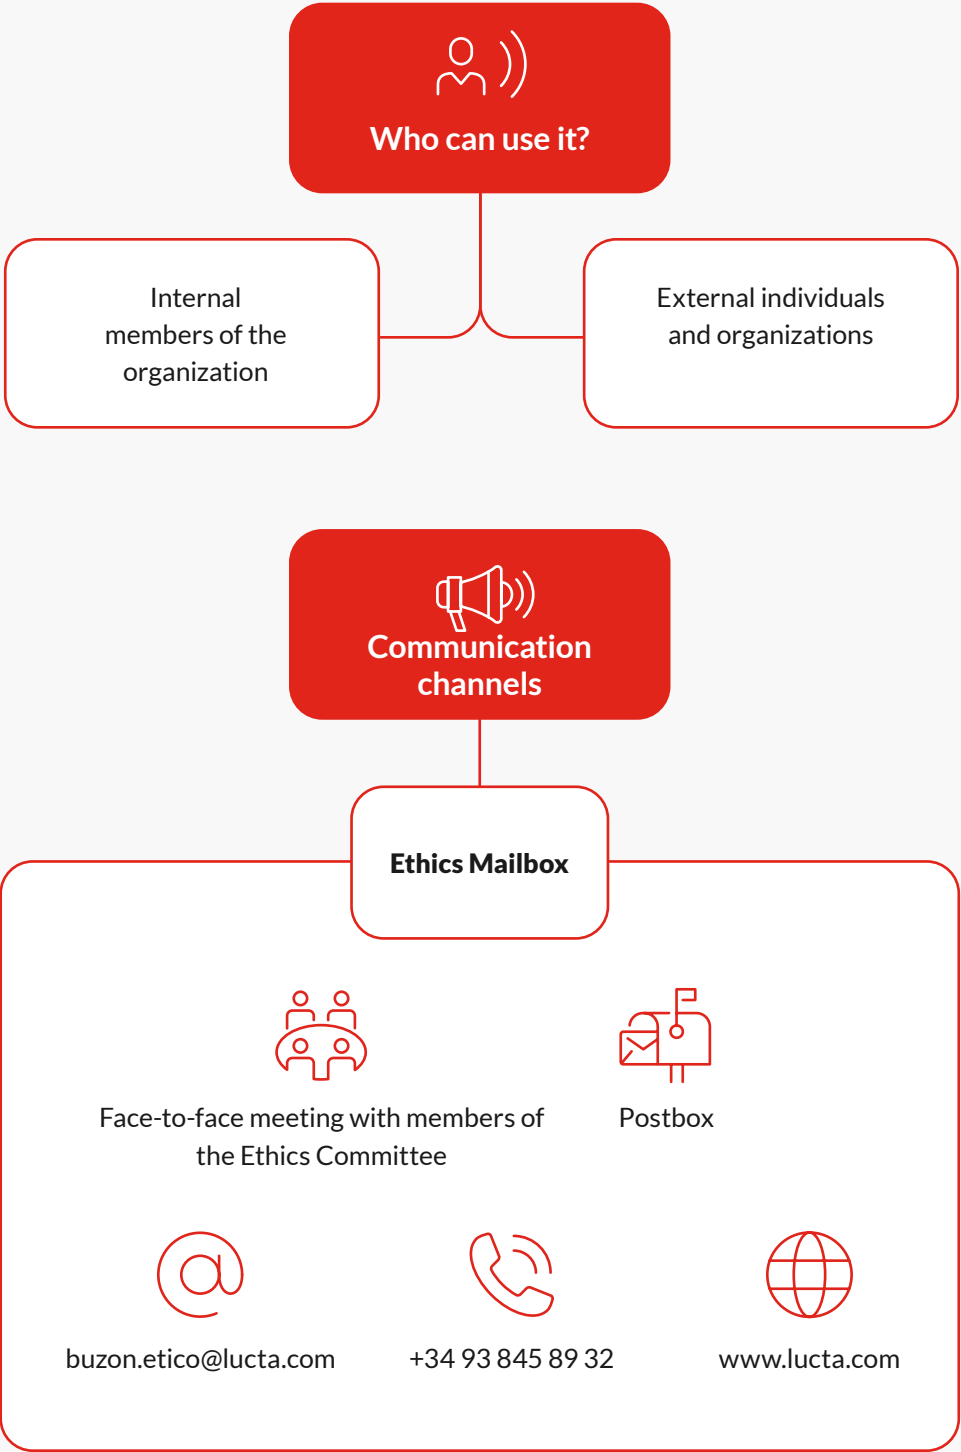 Who can use it?
Internal
members of the
organization
External individuals
and organizations
Communication
channels
Ethics Mailbox
Face-to-face meeting with members of
the Ethics Committee
Postbox
buzon.etico@lucta.com
+34 93 845 89 32
www.lucta.com